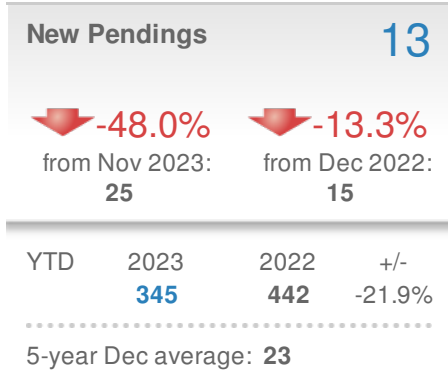 New Pendings 13
-48.0% -13.3%
from Nov 2023: from Dec 2022:
25 15
YTD 2023 2022 +/-
345 442 -21.9%
5-year Dec average: 23